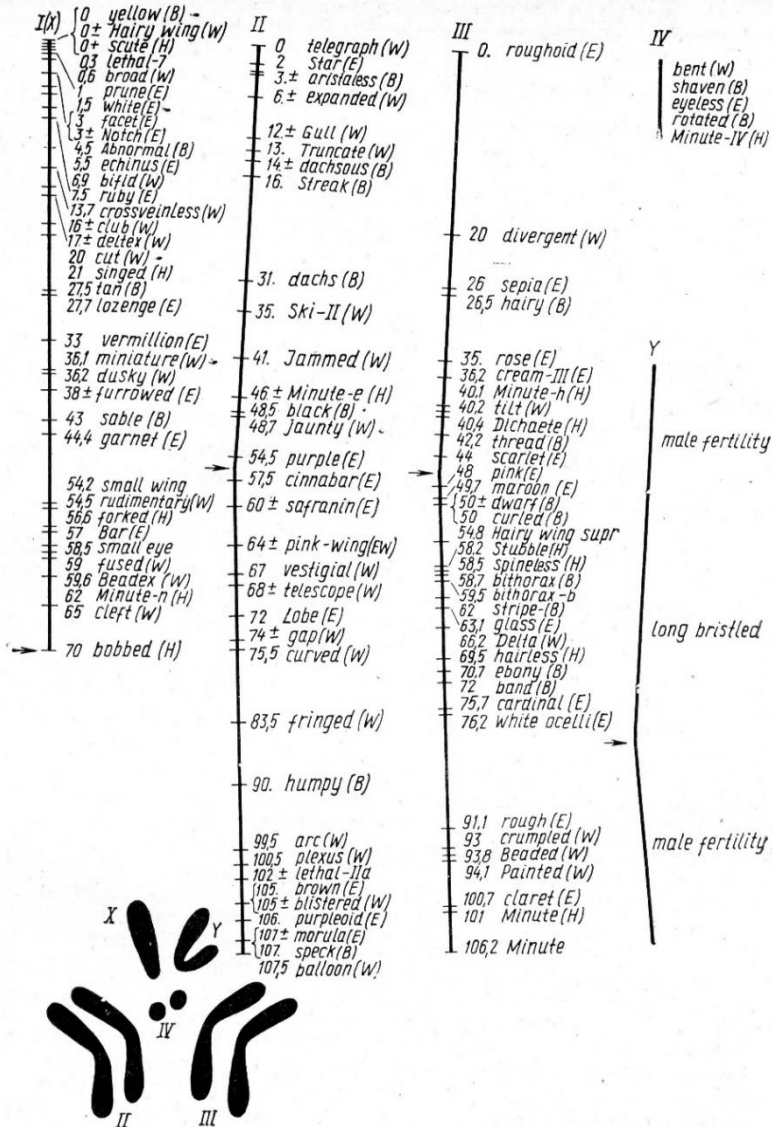 I(X)
0 yellow (B)
0± Hairy wing (W)
0+ scute (H)
0,3 lethal-7
0,6 broad (W)
1 prune (E)
1,5 white (E)
3 facet (E)
3± Notch (E)
4,5 Abnormal (B)
5,5 echinus (E)
6,9 bifid (W)
7,5 ruby (E)
13,7 crossveinless (W)
16± club (W)
17± deltex (W)
20 cut (W)
21 singed (H)
27,5 tan (B)
27,7 lozenge (E)
33 vermillion (E)
36,1 miniature (W)
36,2 dusky (W)
38± furrowed (E)
43 sable (B)
44,4 garnet (E)
54,2 small wing
54,5 rudimentary (W)
56,6 forked (H)
57 Bar (E)
58,5 small eye
59 fused (W)
59,6 Beadex (W)
62 Minute-n (H)
65 cleft (W)
70 bobbed (H)
II
0 telegraph (W)
2 Star (E)
3.± aristaless (B)
6.± expanded (W)
12.± Gull (W)
13. Truncate (W)
14.± dachsous (B)
16. Streak (B)
31. dachs (B)
35. Ski-II (W)
41. Jammed (W)
46 ± Minute-e (H)
48,5 black (B)
48,7 jaunty (W)
54,5 purple (E)
57,5 cinnabar (E)
60 ± safranin (E)
64± pink-wing (EW)
67 vestigial (W)
68± telescope (W)
72 Lobe (E)
74± gap (W)
75,5 curved (W)
83,5 fringed (W)
90. humpy (B)
99,5 arc (W)
100,5 plexus (W)
102 ± lethal-IIa
105. brown (E)
105± blistered (W)
106. purpleoid (E)
107± morula (E)
107. speck (B)
107,5 balloon (W)
III
0. roughoid (E)
20 divergent (W)
26 sepia (E)
26,5 hairy (B)
35. rose (E)
36,2 cream-III (E)
40,1 Minute-h (H)
40,2 tilt (W)
40,4 Dichaete (H)
42,2 thread (B)
44 scarlet (E)
48 pink (E)
49,7 maroon (E)
50± dwarf (B)
50 curled (B)
54,8 Hairy wing supr
58,2 Stubble (H)
58,5 spineless (H)
58,7 bithorax (B)
59,5 bithorax-b
62 stripe-(B)
63,1 glass (E)
66,2 Delta (W)
69,5 hairless (H)
70,7 ebony (B)
72 band (B)
75,7 cardinal (E)
76,2 white ocelli (E)
91,1 rough (E)
93 crumpled (W)
93,8 Beaded (W)
94,1 Painted (W)
100,7 claret (E)
101 Minute (H)
106,2 Minute
IV
bent (W)
shaven (B)
eyeless (E)
rotated (B)
Minute-IV (H)
Y
male fertility
long bristled
male fertility
X
Y
IV
II
III